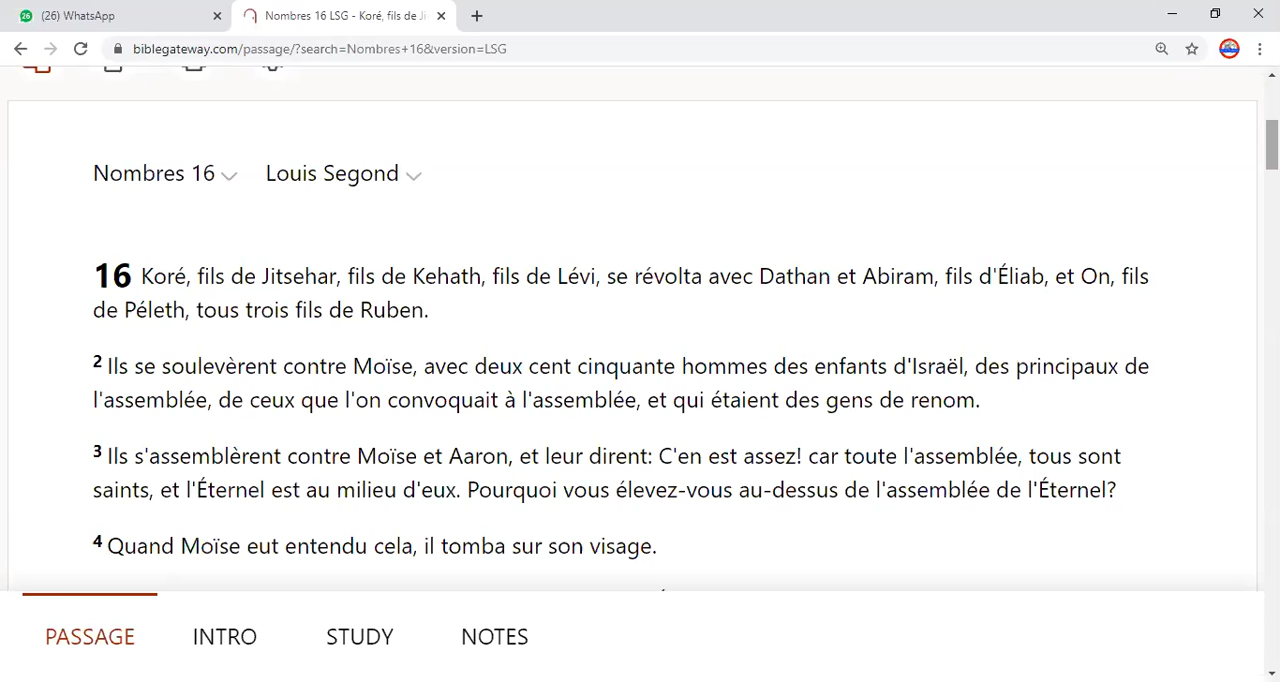 26
(26) WhatsApp
Nombres 16 LSG - Koré, fils de Ji
biblegateway.com/passage/?search=Nombres+16&version=LSG
Nombres 16 Louis Segond
16 Koré, fils de Jitsehar, fils de Kehath, fils de Lévi, se révolta avec Dathan et Abiram, fils d'Éliab, et On, fils
de Péleth, tous trois fils de Ruben.
2 Ils se soulevèrent contre Moïse, avec deux cent cinquante hommes des enfants d'Israël, des principaux de
l'assemblée, de ceux que l'on convoquait à l'assemblée, et qui étaient des gens de renom.
3 Ils s'assemblèrent contre Moïse et Aaron, et leur dirent: C'en est assez! car toute l'assemblée, tous sont
saints, et l'Éternel est au milieu d'eux. Pourquoi vous élevez-vous au-dessus de l'assemblée de l'Éternel?
4 Quand Moïse eut entendu cela, il tomba sur son visage.
PASSAGE INTRO STUDY NOTES